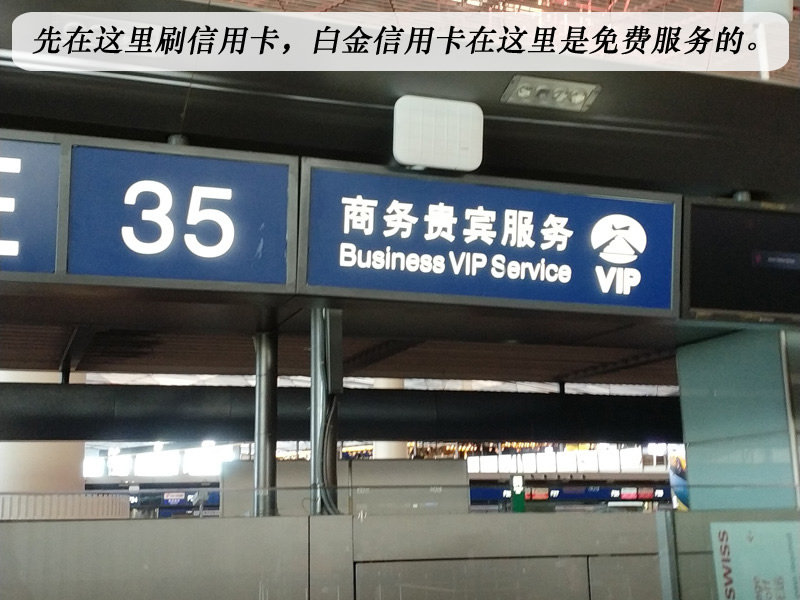 先在这里刷信用卡，白金信用卡在这里是免费服务的。
35
商务贵宾服务
Business VIP Service
VIP
SWISS